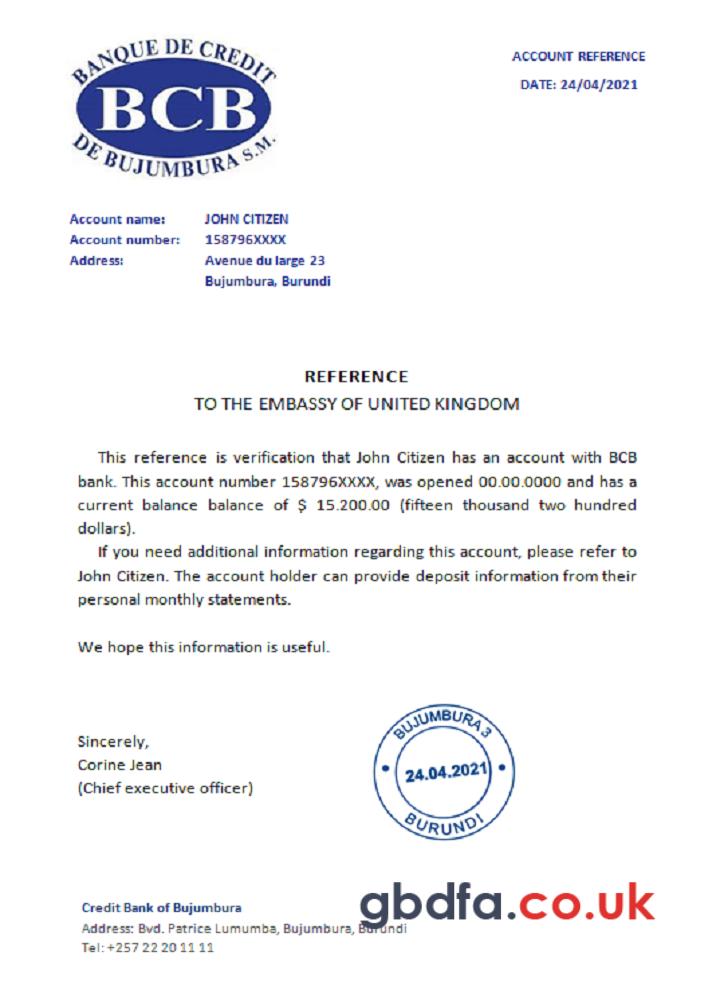 BANQUE DE CREDIT
BCB
DE BUJUMBURA S.M.
ACCOUNT REFERENCE
DATE: 24/04/2021
Account name: JOHN CITIZEN
Account number: 158796XXXX
Address: Avenue du large 23
Bujumbura, Burundi
REFERENCE
TO THE EMBASSY OF UNITED KINGDOM
This reference is verification that John Citizen has an account with BCB
bank. This account number 158796XXXX, was opened 00.00.0000 and has a
current balance balance of $ 15.200.00 (fifteen thousand two hundred
dollars).
If you need additional information regarding this account, please refer to
John Citizen. The account holder can provide deposit information from their
personal monthly statements.
We hope this information is useful.
Sincerely,
Corine Jean
(Chief executive officer)
BUJUMBURA 3
24.04.2021
BURUNDI
Credit Bank of Bujumbura
gbdfa.co.uk
Address: Bvd. Patrice Lumumba, Bujumbura, Burundi
Tel: +257 22 20 11 11